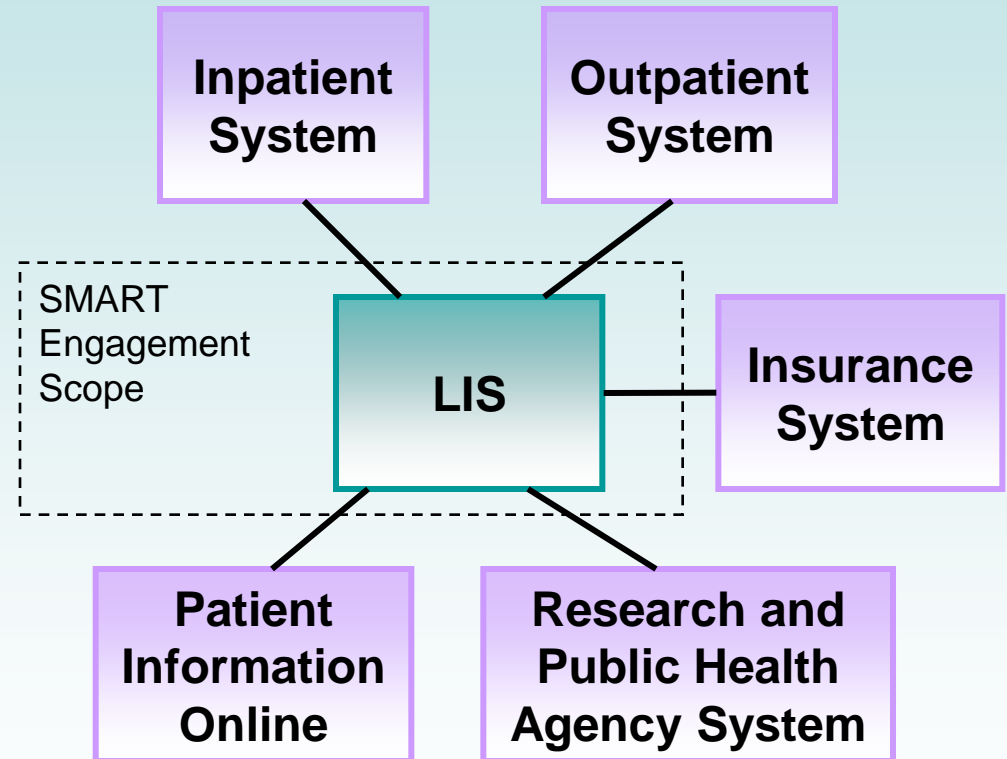 Inpatient
System
Outpatient
System
SMART
Engagement
Scope
LIS
Insurance
System
Patient
Information
Online
Research and
Public Health
Agency System